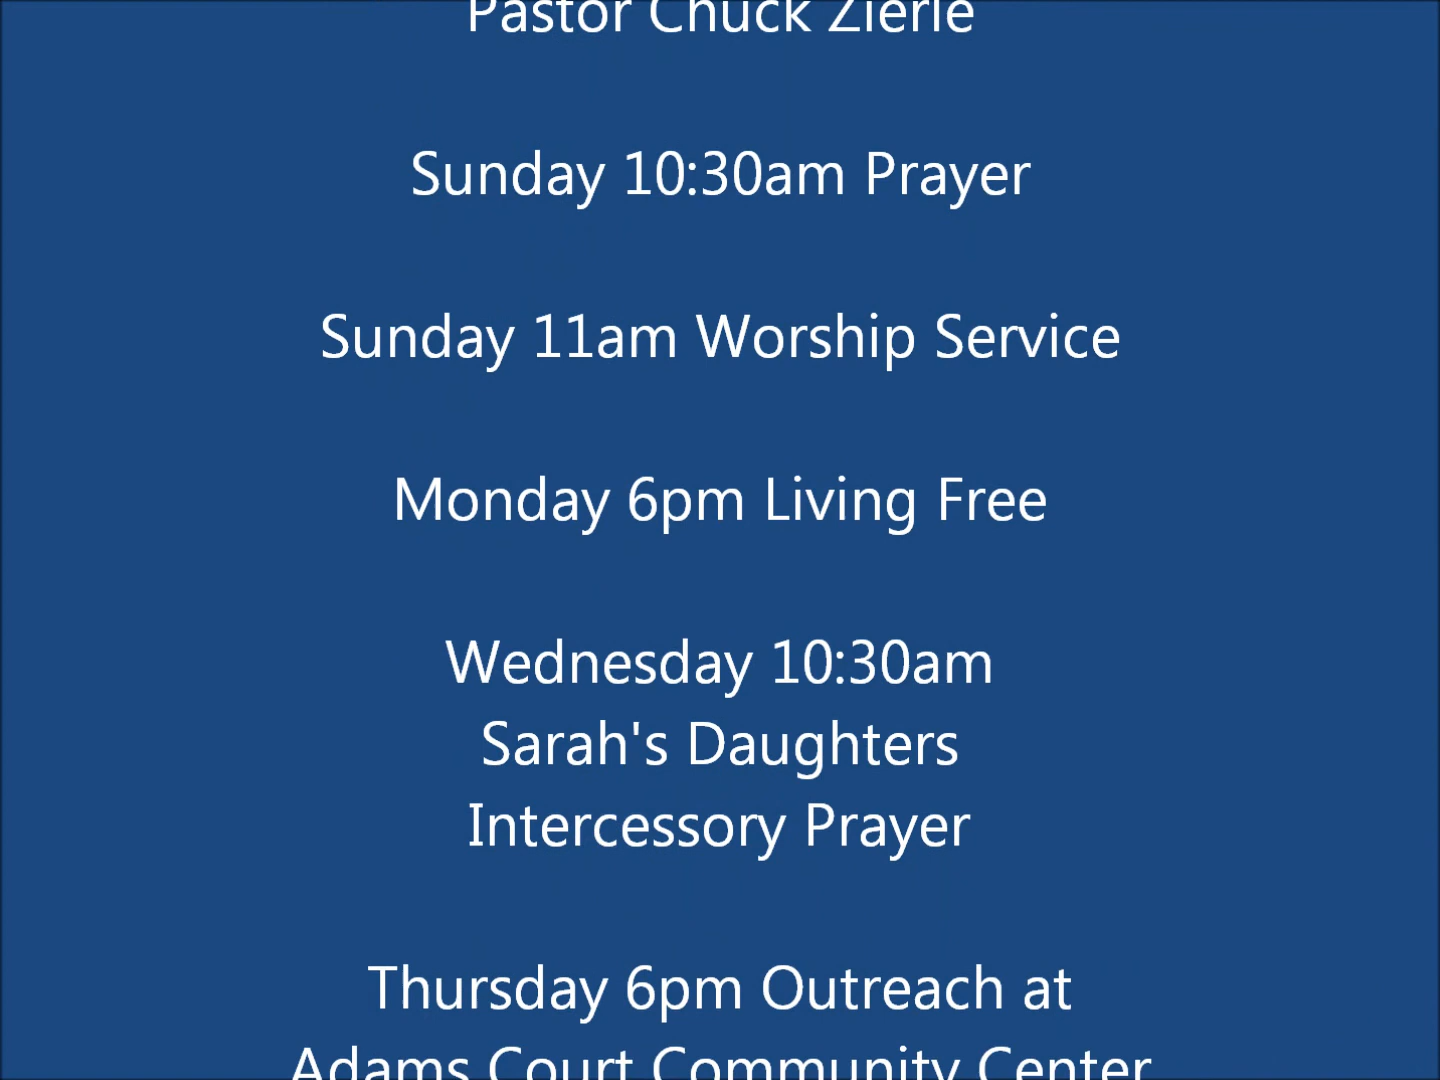 Pastor Chuck Zierle
Sunday 10:30am Prayer
Sunday 11am Worship Service
Monday 6pm Living Free
Wednesday 10:30am
Sarah's Daughters
Intercessory Prayer
Thursday 6pm Outreach at
Adams Court Community Center